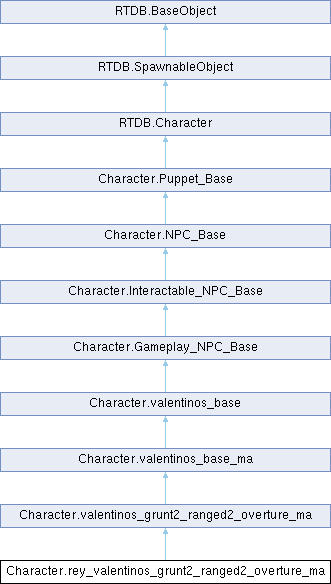 RTDB.BaseObject
RTDB.SpawnableObject
RTDB.Character
Character.Puppet_Base
Character.NPC_Base
Character.Interactable_NPC_Base
Character.Gameplay_NPC_Base
Character.valentinos_base
Character.valentinos_base_ma
Character.valentinos_grunt2_ranged2_overture_ma
Character.rey_valentinos_grunt2_ranged2_overture_ma